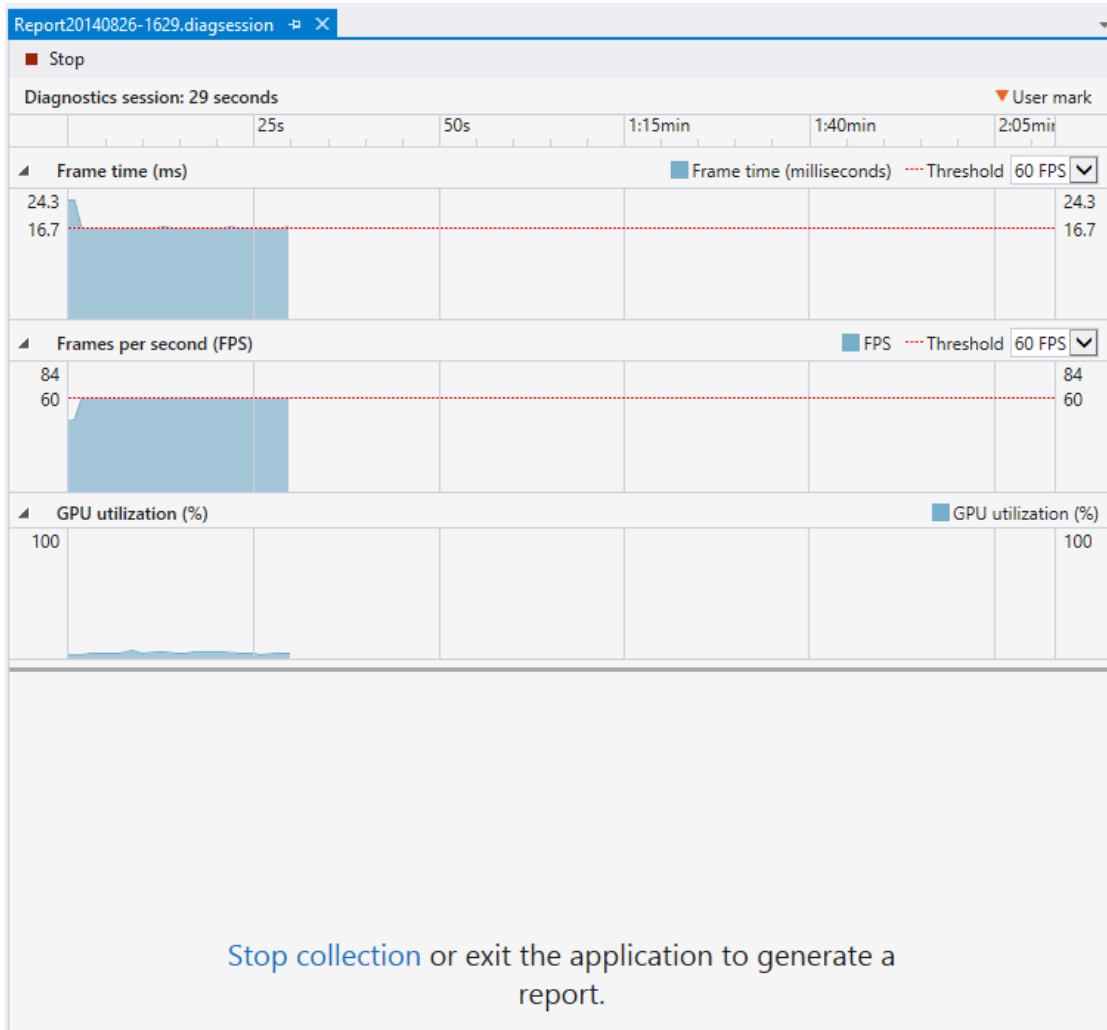 Report20140826-1629.diagsession
Stop
Diagnostics session: 29 seconds
User mark
25s 50s 1:15min 1:40min 2:05min
Frame time (ms)
Frame time (milliseconds) Threshold 60 FPS
24.3 24.3
16.7 16.7
Frames per second (FPS)
FPS Threshold 60 FPS
84 84
60 60
GPU utilization (%)
GPU utilization (%)
100 100
Stop collection or exit the application to generate a
report.